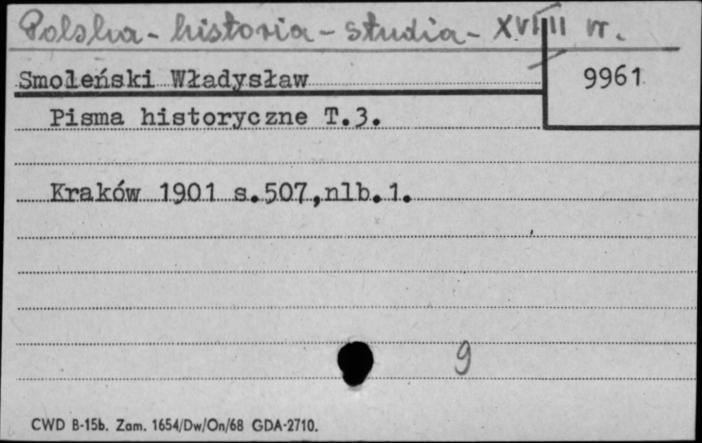 Polska - historia - studia - XVIII w.
Smoleński Władysław
9961
Pisma historyczne T.3.
Kraków 1901 s.507,nlb.1.
9
CWD B-15b. Zam. 1654/Dw/On/68 GDA-2710.